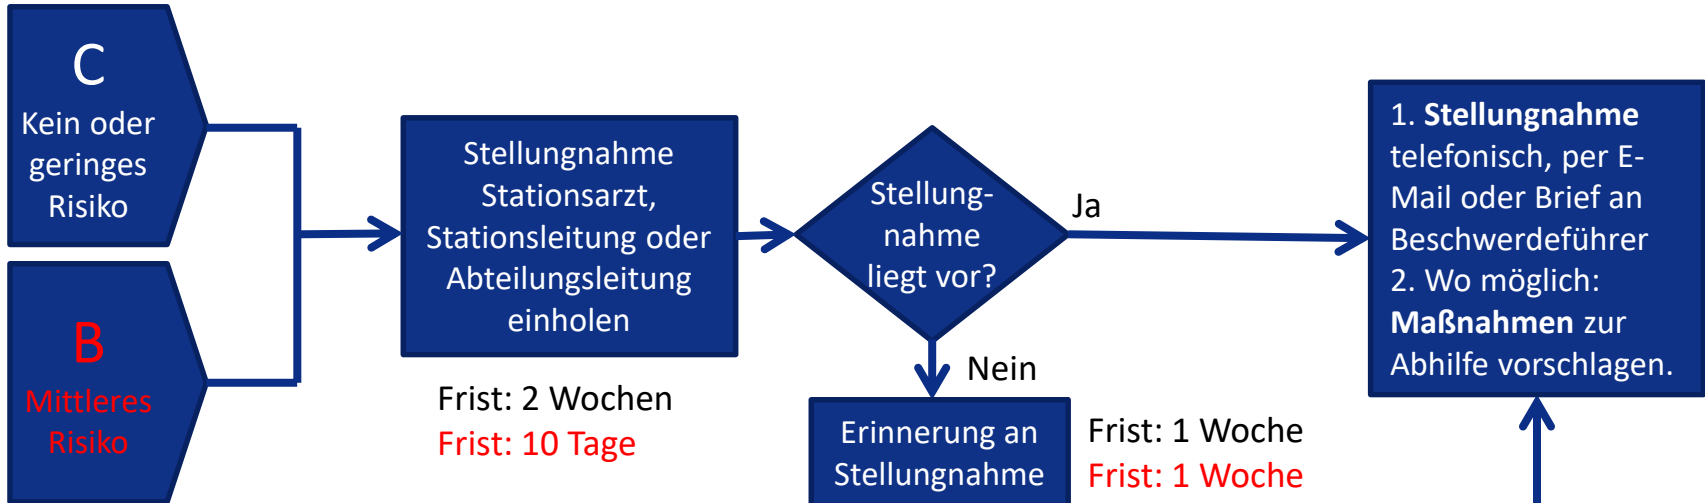 C
Kein oder
geringes
Risiko
B
Mittleres
Risiko
Stellungnahme
Stationsarzt,
Stationsleitung oder
Abteilungsleitung
einholen
Frist: 2 Wochen
Frist: 10 Tage
Stellung-
nahme
liegt vor?
Ja
Nein
Erinnerung an
Stellungnahme
Frist: 1 Woche
Frist: 1 Woche
1. Stellungnahme
telefonisch, per E-
Mail oder Brief an
Beschwerdeführer
2. Wo möglich:
Maßnahmen zur
Abhilfe vorschlagen.